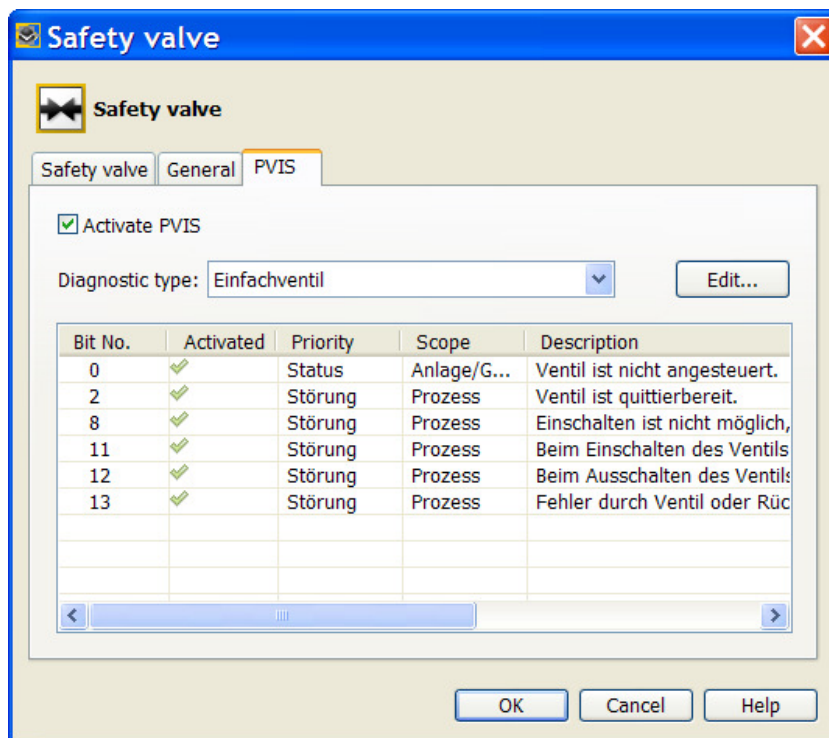 Safety valve
Safety valve
Safety valve General PVIS
Activate PVIS
Diagnostic type: Einfachventil Edit...
Bit No. Activated Priority Scope Description
0 Status Anlage/G... Ventil ist nicht angesteuert.
2 Störung Prozess Ventil ist quittierbereit.
8 Störung Prozess Einschalten ist nicht möglich,
11 Störung Prozess Beim Einschalten des Ventils
12 Störung Prozess Beim Ausschalten des Ventils
13 Störung Prozess Fehler durch Ventil oder Rüc
OK Cancel Help